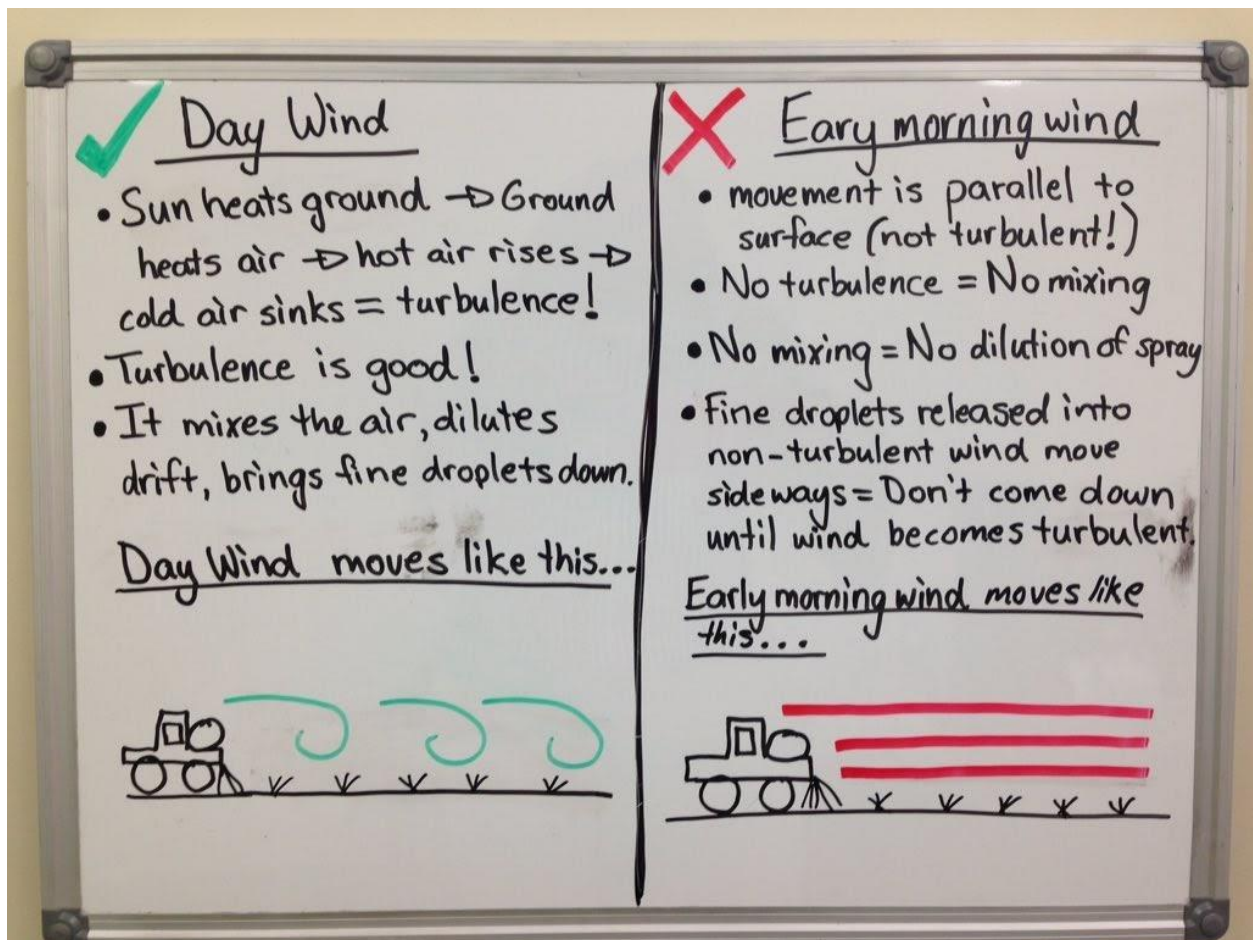 Day Wind
• Sun heats ground → Ground
heats air → hot air rises →
cold air sinks = turbulence!
• Turbulence is good!
• It mixes the air, dilutes
drift, brings fine droplets down.
Day Wind moves like this...
Eary morning wind
• movement is parallel to
surface (not turbulent!)
• No turbulence = No mixing
• No mixing = No dilution of spray
• Fine droplets released into
non-turbulent wind move
sideways = Don't come down
until wind becomes turbulent.
Early morning wind moves like
this...